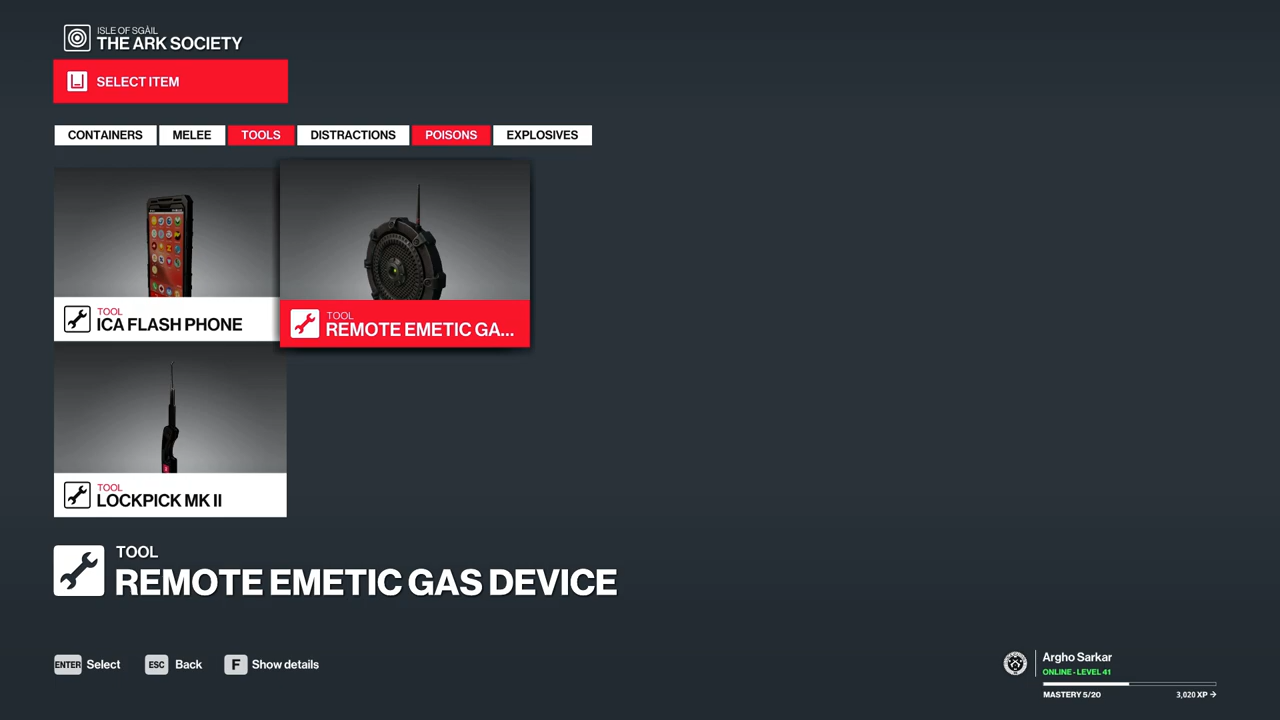 ISLE OF SGÀIL
THE ARK SOCIETY
SELECT ITEM
CONTAINERS MELEE TOOLS DISTRACTIONS POISONS EXPLOSIVES
TOOL
ICA FLASH PHONE
TOOL
REMOTE EMETIC GA...
TOOL
LOCKPICK MK II
TOOL
REMOTE EMETIC GAS DEVICE
ENTER Select ESC Back F Show details
Argho Sarkar
ONLINE - LEVEL 41
MASTERY 5/20 3,020 XP →